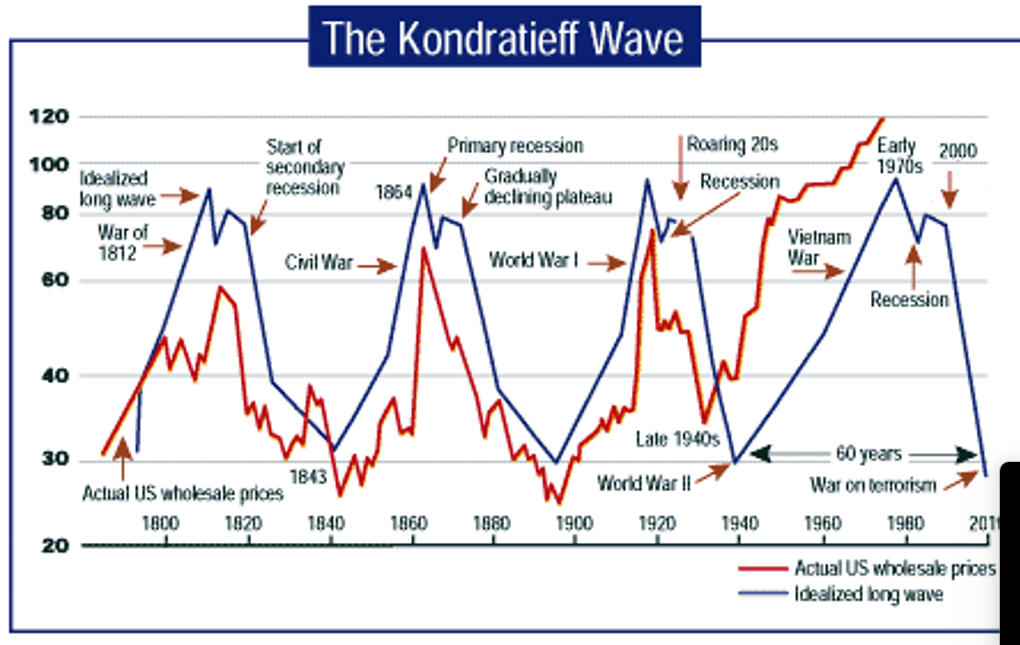 The Kondratieff Wave
120
100
80
60
40
30
20
Idealized
long wave
War of
1812
Start of
secondary
recession
1864
Primary recession
Gradually
declining plateau
Civil War
World War I
Roaring 20s
Recession
Early
1970s
2000
Vietnam
War
Recession
Actual US wholesale prices
1843
Late 1940s
World War II
60 years
War on terrorism
1800 1820 1840 1860 1880 1900 1920 1940 1960 1980
Actual US wholesale prices
Idealized long wave